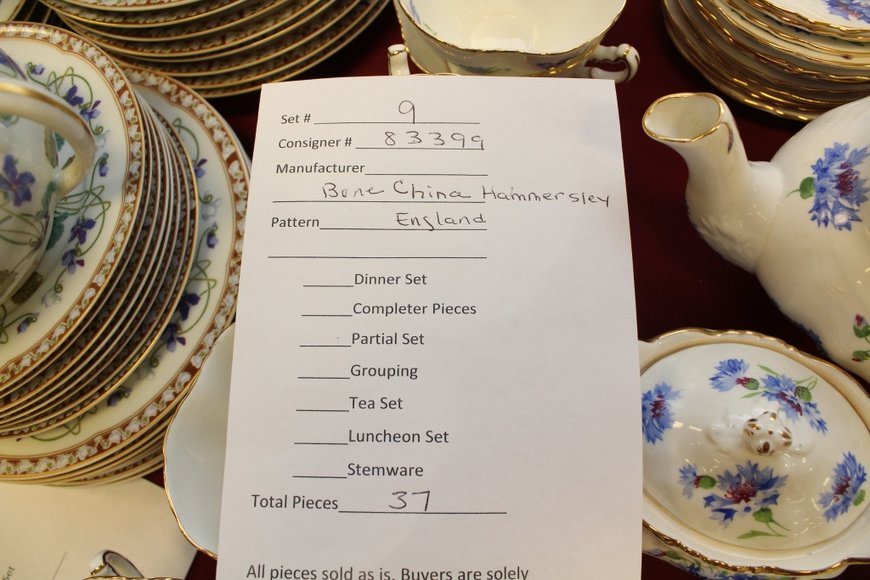 Set # 9
Consigner # 83399
Manufacturer
Bone China Hammersley
Pattern England
Dinner Set
Completer Pieces
Partial Set
Grouping
Tea Set
Luncheon Set
Stemware
Total Pieces 37
All pieces sold as is. Buyers are solely
Set